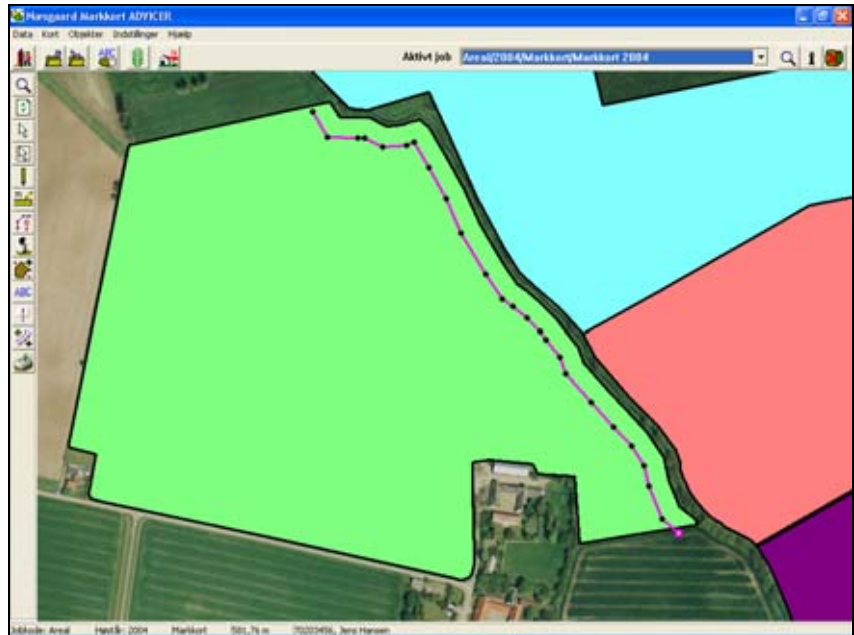 Næsgaard Markkort ADVICER
Data Kort Objekter Indstillinger Hjælp
ABC Aktivt job Areal/2004/Markkort/Markkort 2004
ABC
Jobkode: Areal Høstår: 2004 Markkort 581,76 m 70203456, Jens Hansen